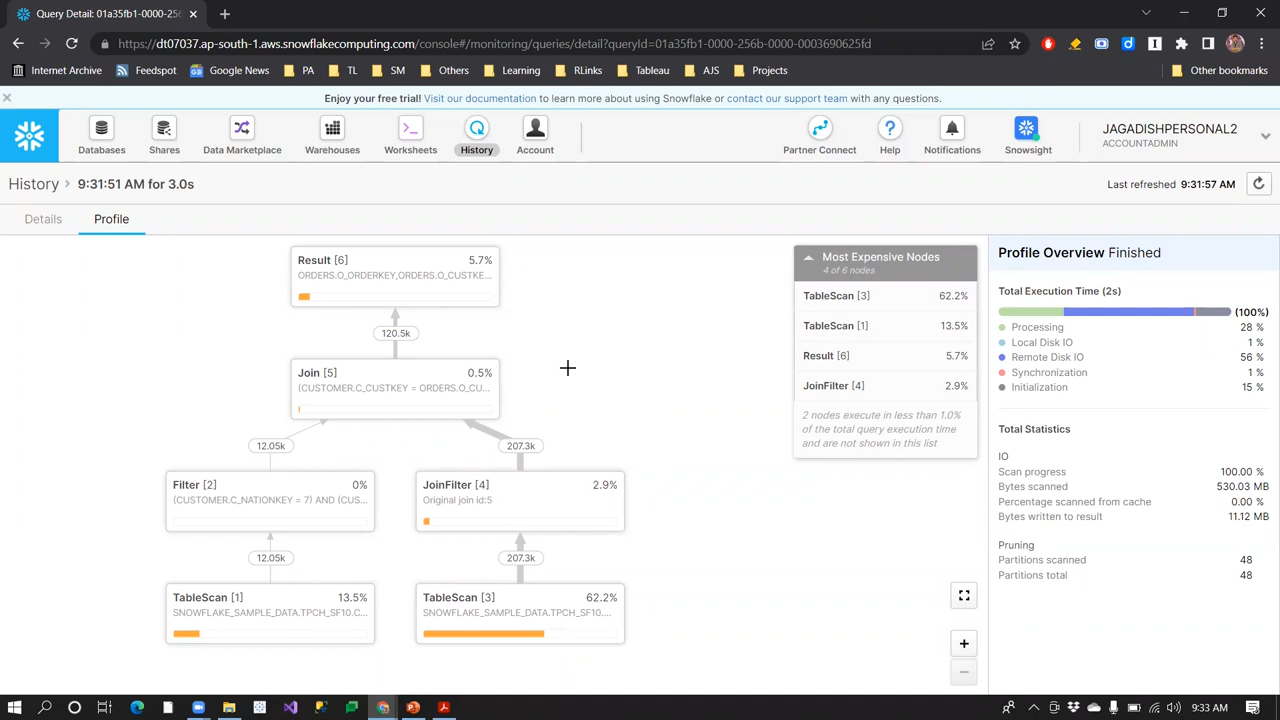 Query Detail: 01a35fb1-0000-256
https://dt07037.ap-south-1.aws.snowflakecomputing.com/console#/monitoring/queries/detail?queryId=01a35fb1-0000-256b-0000-0003690625fd
Internet Archive Feedspot Google News PA TL SM Others Learning RLinks Tableau AJS Projects Other bookmarks
Enjoy your free trial! Visit our documentation to learn more about using Snowflake or contact our support team with any questions.
Databases Shares Data Marketplace Warehouses Worksheets History Account Partner Connect Help Notifications Snowsight
JAGADISHPERSONAL2
ACCOUNTADMIN
History 9:31:51 AM for 3.0s
Last refreshed 9:31:57 AM
Details Profile
Result [6] 5.7%
ORDERS.O_ORDERKEY,ORDERS.O_CUSTKE...
120.5k
Join [5] 0.5%
(CUSTOMER.C_CUSTKEY = ORDERS.O_CU...
12.05k 207.3k
Filter [2] 0%
(CUSTOMER.C_NATIONKEY = 7) AND (CUS...
JoinFilter [4] 2.9%
Original join id:5
12.05k 207.3k
TableScan [1] 13.5%
SNOWFLAKE_SAMPLE_DATA.TPCH_SF10.C...
TableScan [3] 62.2%
SNOWFLAKE_SAMPLE_DATA.TPCH_SF10....
Most Expensive Nodes
4 of 6 nodes
TableScan [3] 62.2%
TableScan [1] 13.5%
Result [6] 5.7%
JoinFilter [4] 2.9%
2 nodes execute in less than 1.0%
of the total query execution time
and are not shown in this list
+
−
Profile Overview Finished
Total Execution Time (2s)
(100%)
Processing 28 %
Local Disk IO 1 %
Remote Disk IO 56 %
Synchronization 1 %
Initialization 15 %
Total Statistics
IO
Scan progress 100.00 %
Bytes scanned 530.03 MB
Percentage scanned from cache 0.00 %
Bytes written to result 11.12 MB
Pruning
Partitions scanned 48
Partitions total 48
9:33 AM